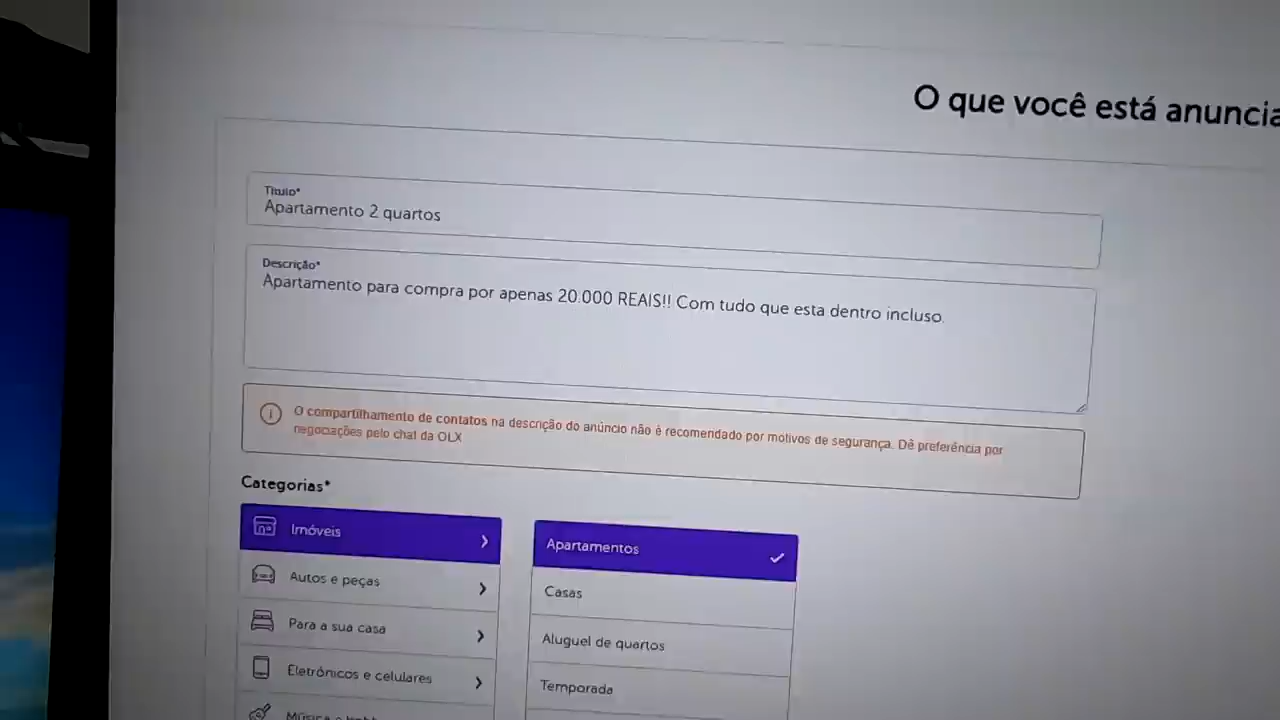 O que você está anuncia
Título*
Apartamento 2 quartos
Descrição*
Apartamento para compra por apenas 20.000 REAIS!! Com tudo que esta dentro incluso.
O compartilhamento de contatos na descrição do anúncio não é recomendado por motivos de segurança. Dê preferência por
negociações pelo chat da OLX
Categorias*
Imóveis
Apartamentos
Autos e peças
Casas
Para a sua casa
Aluguel de quartos
Eletrônicos e celulares
Temporada